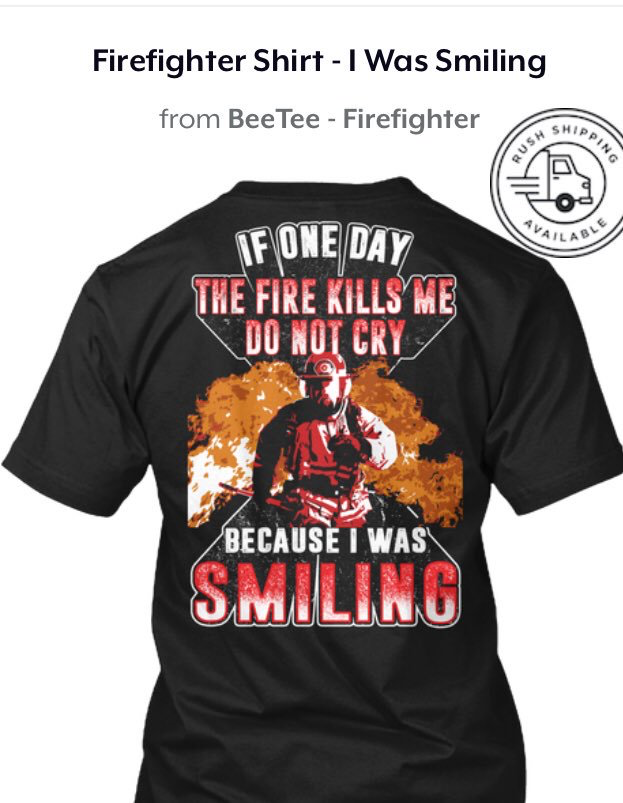 Firefighter Shirt - I Was Smiling
from BeeTee - Firefighter
RUSH SHIPPING
AVAILABLE
IF ONE DAY
THE FIRE KILLS ME
DO NOT CRY
BECAUSE I WAS
SMILING